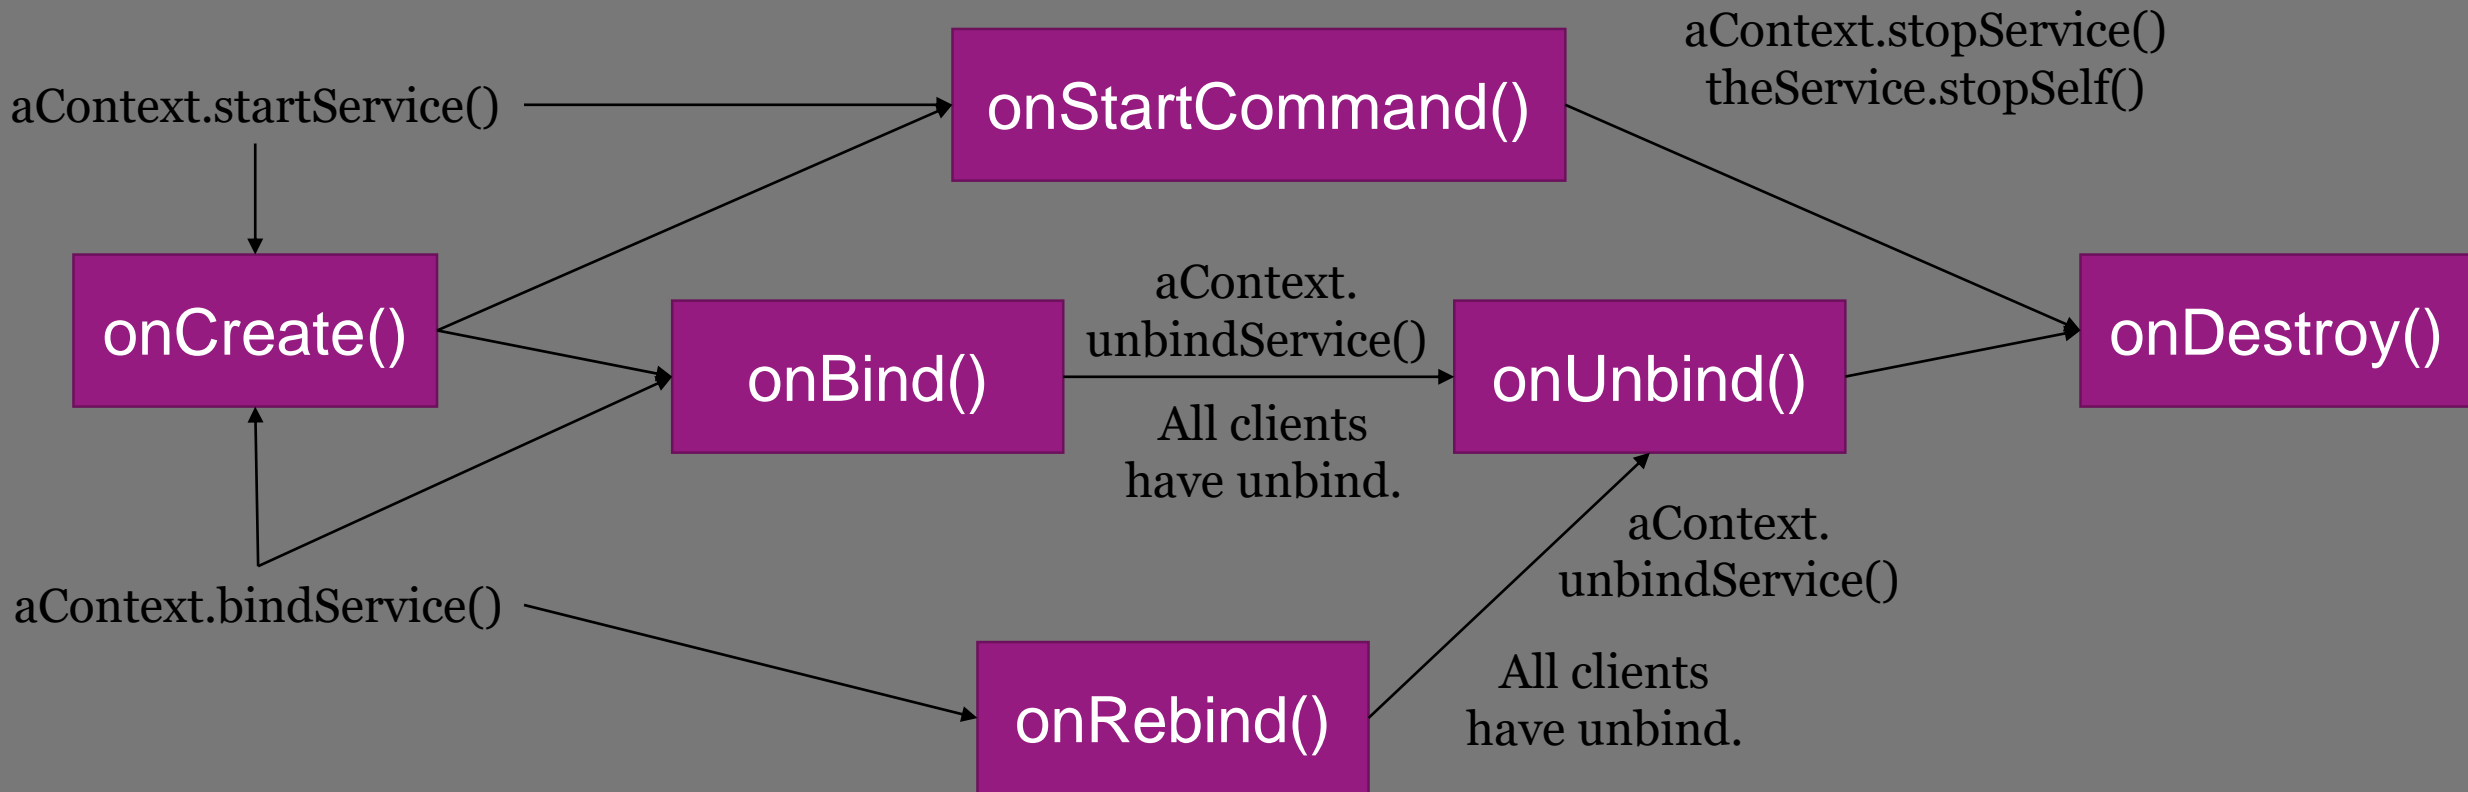 aContext.startService()
onStartCommand()
aContext.stopService()
theService.stopSelf()
onCreate()
onBind()
aContext.
unbindService()
All clients
have unbind.
onUnbind()
onDestroy()
aContext.bindService()
onRebind()
aContext.
unbindService()
All clients
have unbind.